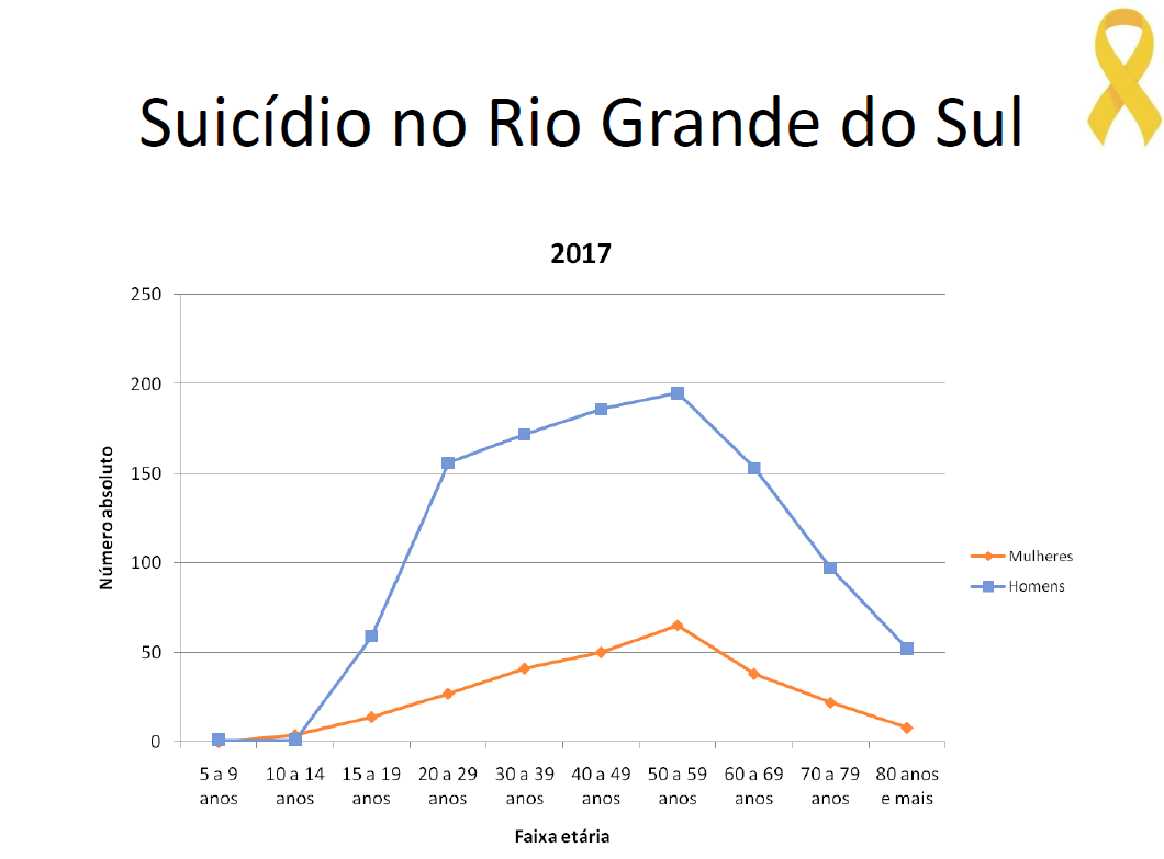 Suicídio no Rio Grande do Sul
2017
250
200
150
100
50
0
Número absoluto
Mulheres
Homens
5 a 9 anos
10 a 14 anos
15 a 19 anos
20 a 29 anos
30 a 39 anos
40 a 49 anos
50 a 59 anos
60 a 69 anos
70 a 79 anos
80 anos e mais
Faixa etária